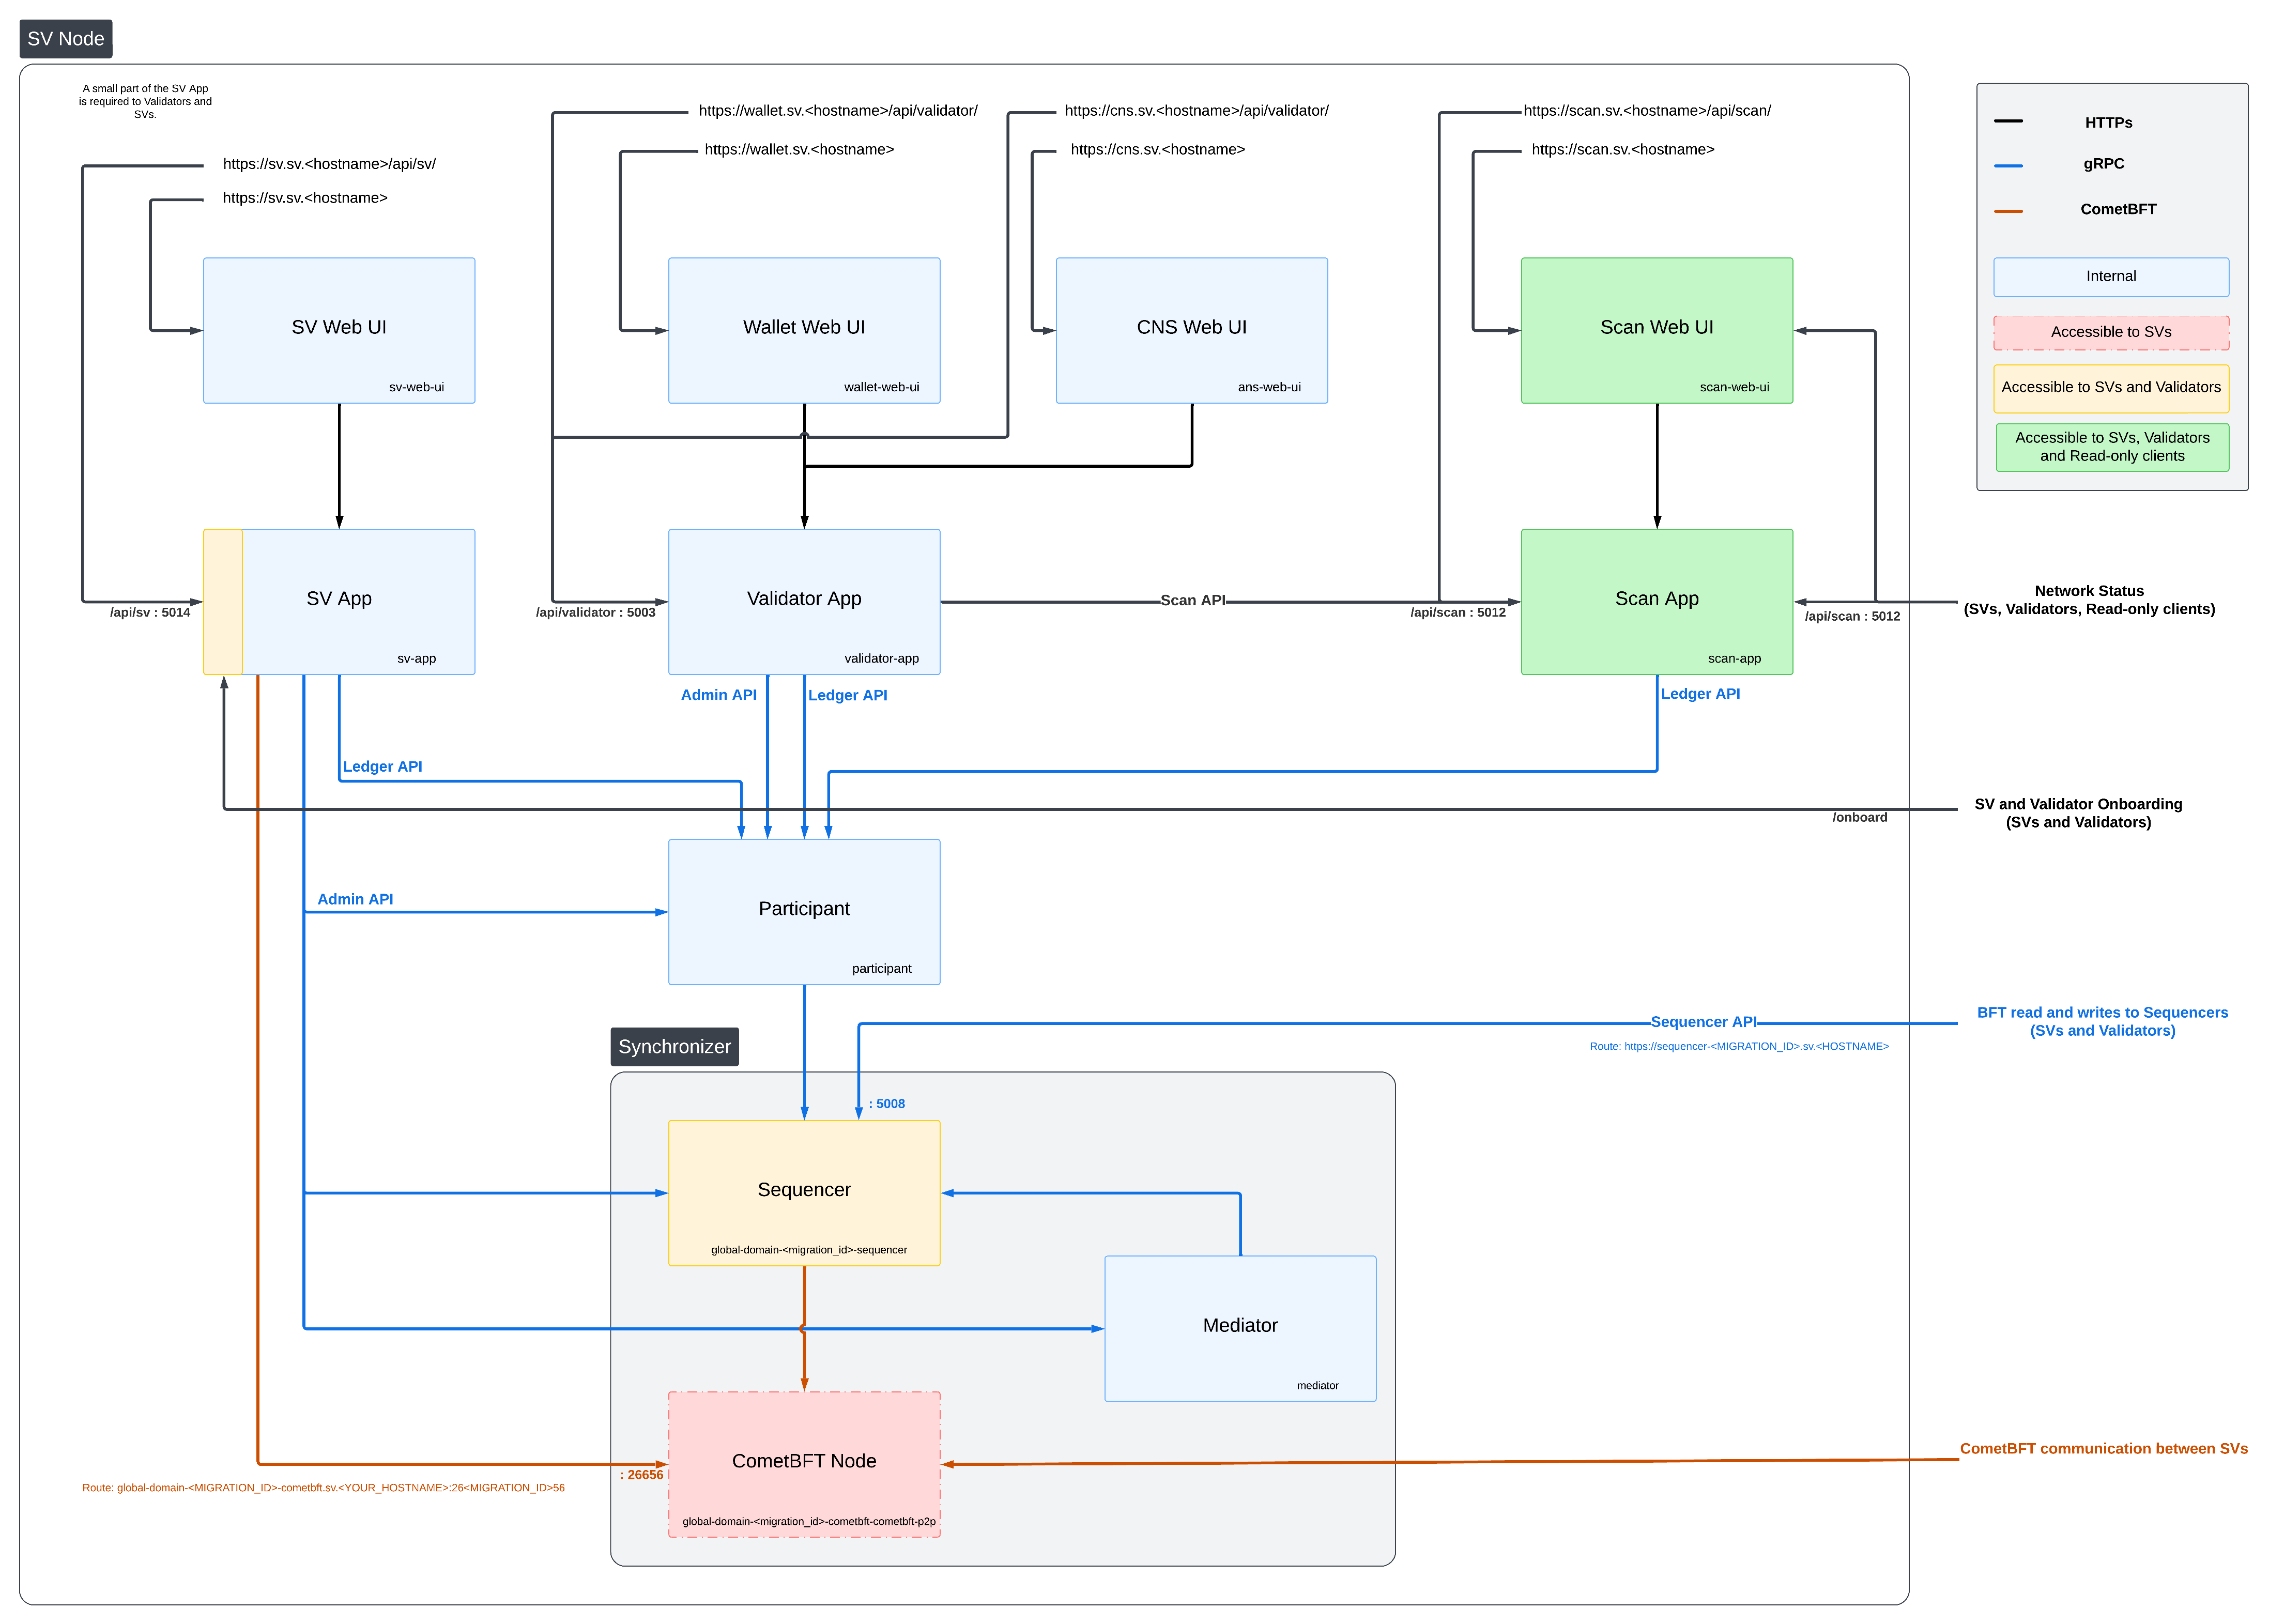 SV Node
A small part of the SV App
is required to Validators and
SVs.
https://sv.sv.<hostname>/api/sv/
https://sv.sv.<hostname>
https://wallet.sv.<hostname>/api/validator/
https://wallet.sv.<hostname>
https://cns.sv.<hostname>/api/validator/
https://cns.sv.<hostname>
https://scan.sv.<hostname>/api/scan/
https://scan.sv.<hostname>
HTTPs
gRPC
CometBFT
Internal
Accessible to SVs
Accessible to SVs and Validators
Accessible to SVs, Validators
and Read-only clients
SV Web UI
sv-web-ui
Wallet Web UI
wallet-web-ui
CNS Web UI
ans-web-ui
Scan Web UI
scan-web-ui
/api/sv : 5014
SV App
sv-app
/api/validator : 5003
Validator App
validator-app
Scan API
/api/scan : 5012
Scan App
scan-app
/api/scan : 5012
Network Status
(SVs, Validators, Read-only clients)
Admin API
Ledger API
Ledger API
Ledger API
/onboard
SV and Validator Onboarding
(SVs and Validators)
Admin API
Participant
participant
Sequencer API
Route: https://sequencer-<MIGRATION_ID>.sv.<HOSTNAME>
BFT read and writes to Sequencers
(SVs and Validators)
Synchronizer
: 5008
Sequencer
global-domain-<migration_id>-sequencer
Mediator
mediator
CometBFT Node
global-domain-<migration_id>-cometbft-cometbft-p2p
: 26656
Route: global-domain-<MIGRATION_ID>-cometbft.sv.<YOUR_HOSTNAME>:26<MIGRATION_ID>56
CometBFT communication between SVs